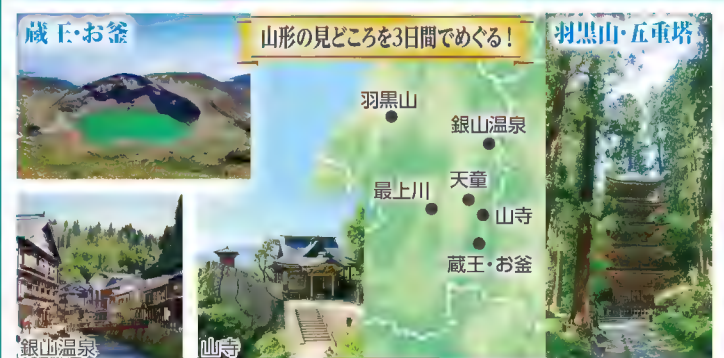 蔵王・お釜
山形の見どころを3日間でめぐる!
羽黒山・五重塔
羽黒山
銀山温泉
最上川
天童
山寺
蔵王・お釜
銀山温泉
山寺